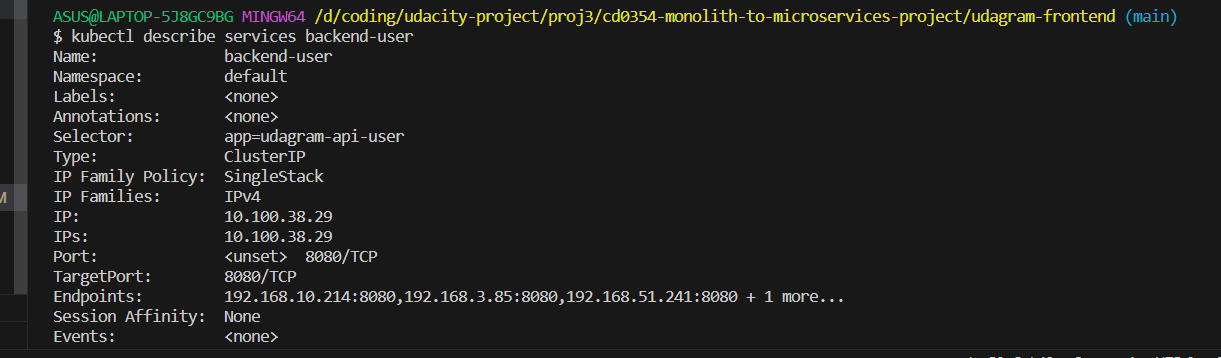 ASUS@LAPTOP-5J8GC9BG MINGW64 /d/coding/udacity-project/proj3/cd0354-monolith-to-microservices-project/udagram-frontend (main)
$ kubectl describe services backend-user
Name:              backend-user
Namespace:         default
Labels:            <none>
Annotations:       <none>
Selector:          app=udagram-api-user
Type:              ClusterIP
IP Family Policy:  SingleStack
IP Families:       IPv4
IP:                10.100.38.29
IPs:               10.100.38.29
Port:              <unset>  8080/TCP
TargetPort:        8080/TCP
Endpoints:         192.168.10.214:8080,192.168.3.85:8080,192.168.51.241:8080 + 1 more...
Session Affinity:  None
Events:            <none>